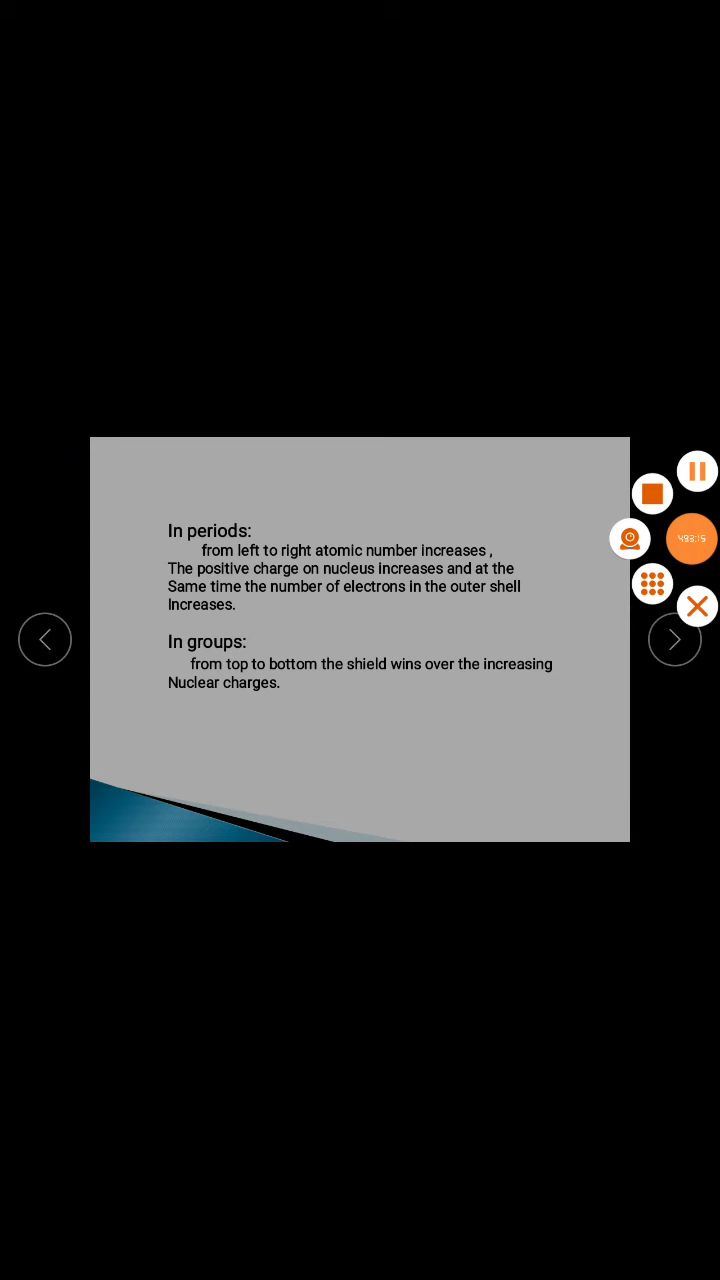 In periods:
from left to right atomic number increases ,
The positive charge on nucleus increases and at the
Same time the number of electrons in the outer shell
Increases.
In groups:
from top to bottom the shield wins over the increasing
Nuclear charges.
493:15